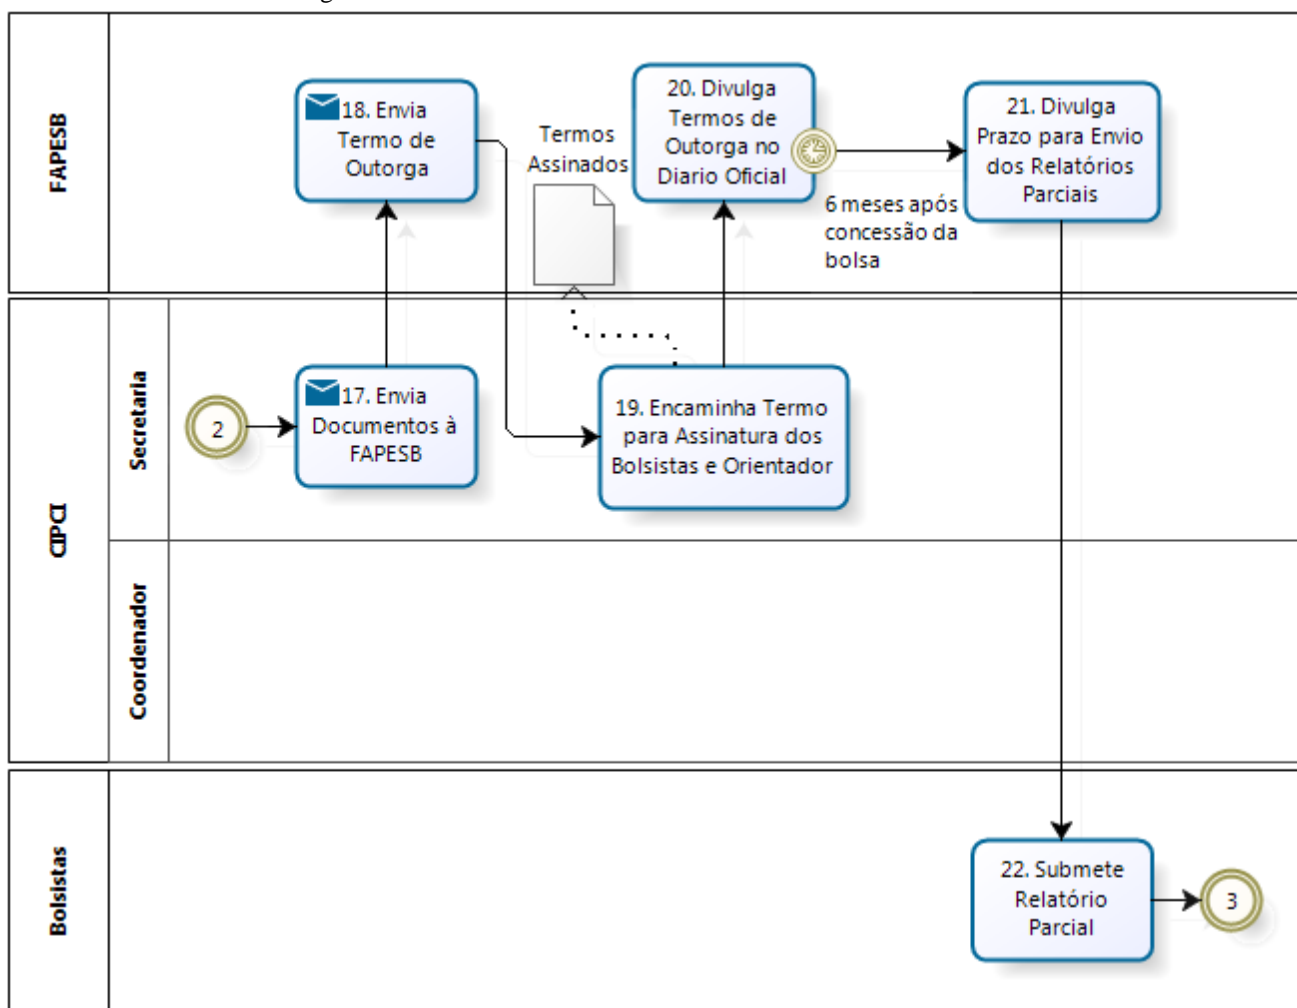 FAPESB
18. Envia
Termo de
Outorga
Termos
Assinados
20. Divulga
Termos de
Outorga no
Diario Oficial
6 meses após
concessão da
bolsa
21. Divulga
Prazo para Envio
dos Relatórios
Parciais
CIPCI
Secretaria
2
17. Envia
Documentos à
FAPESB
19. Encaminha Termo
para Assinatura dos
Bolsistas e Orientador
Coordenador
Bolsistas
22. Submete
Relatório
Parcial
3